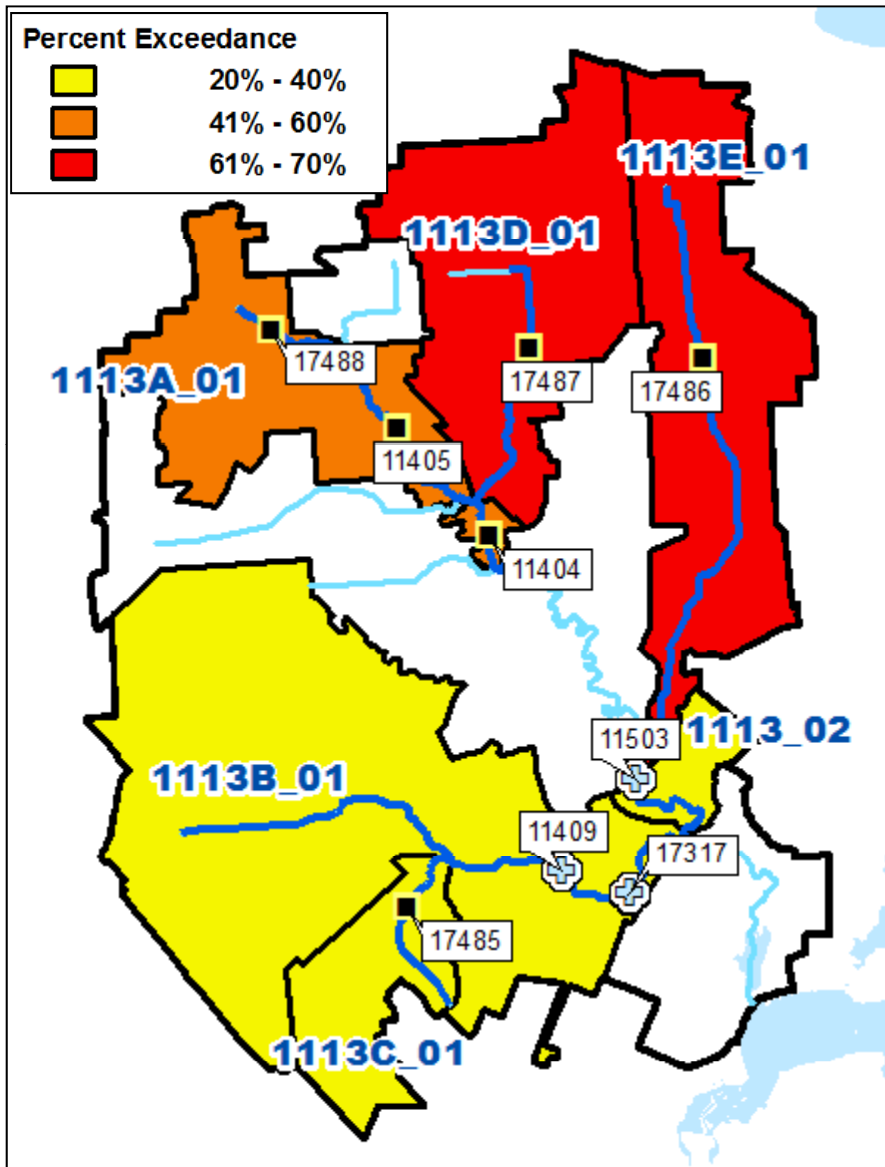 Percent Exceedance
20% - 40%
41% - 60%
61% - 70%
1113E_01
1113D_01
17488
17487
17486
1113A_01
11405
11404
1113_02
11503
1113B_01
11409
17317
17485
1113C_01